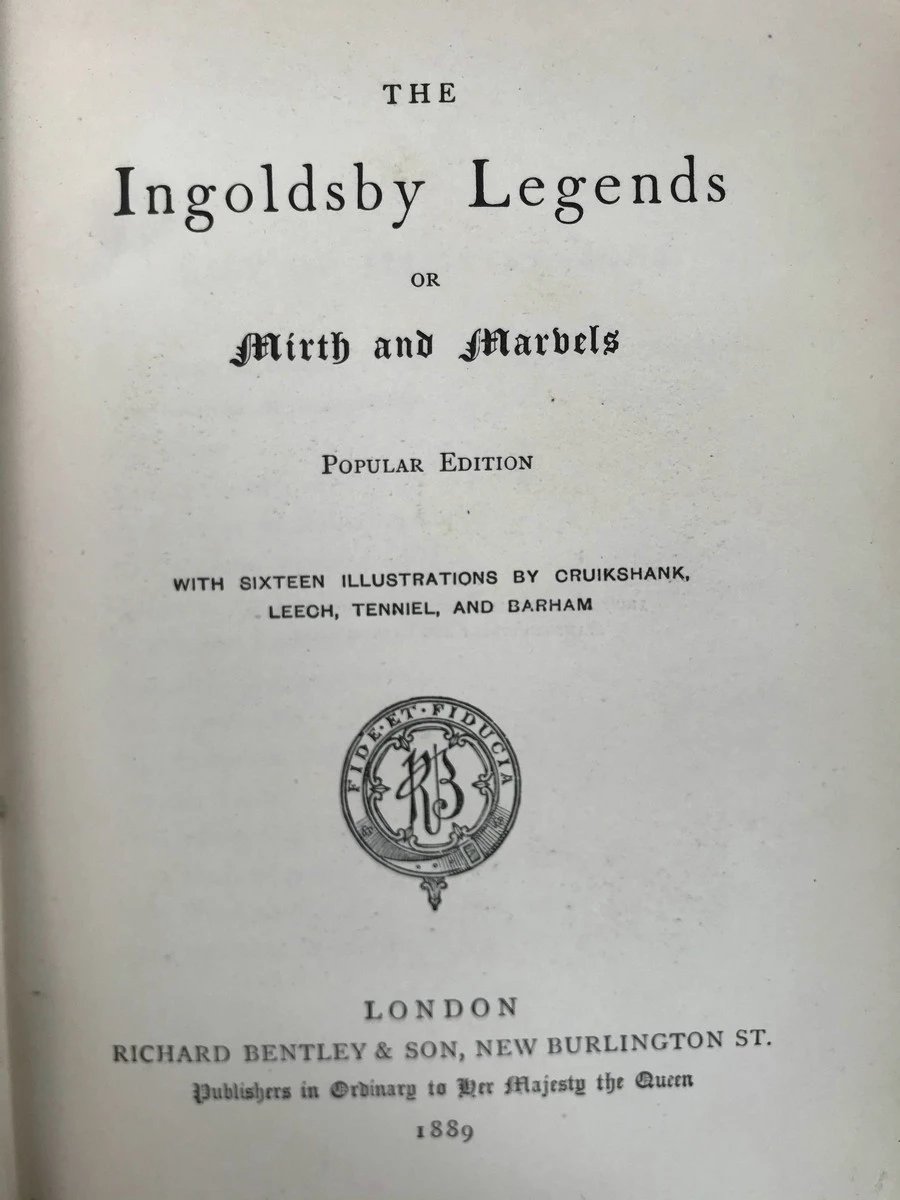 THE
Ingoldsby Legends
OR
Mirth and Marvels
POPULAR EDITION
WITH SIXTEEN ILLUSTRATIONS BY CRUIKSHANK,
LEECH, TENNIEL, AND BARHAM
FIDE · ET · FIDUCIA
RB
LONDON
RICHARD BENTLEY & SON, NEW BURLINGTON ST.
Publishers in Ordinary to Her Majesty the Queen
1889